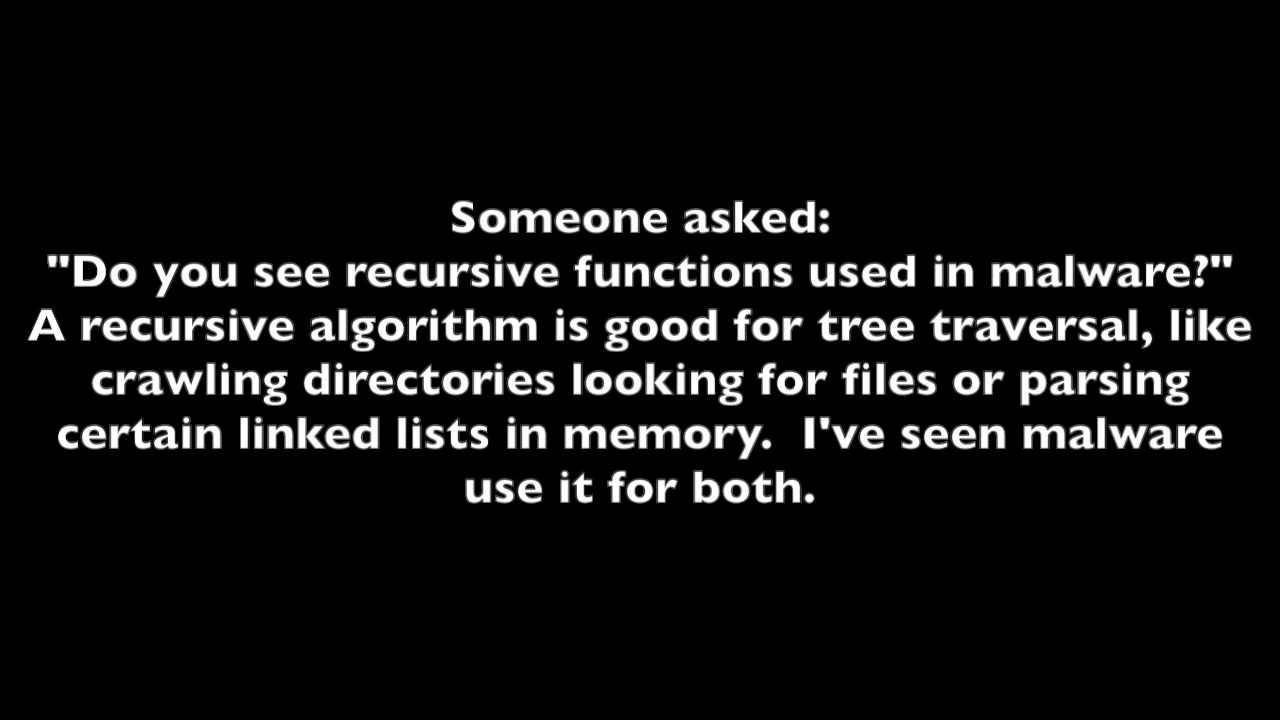 Someone asked:
"Do you see recursive functions used in malware?"
A recursive algorithm is good for tree traversal, like
crawling directories looking for files or parsing
certain linked lists in memory.  I've seen malware
use it for both.